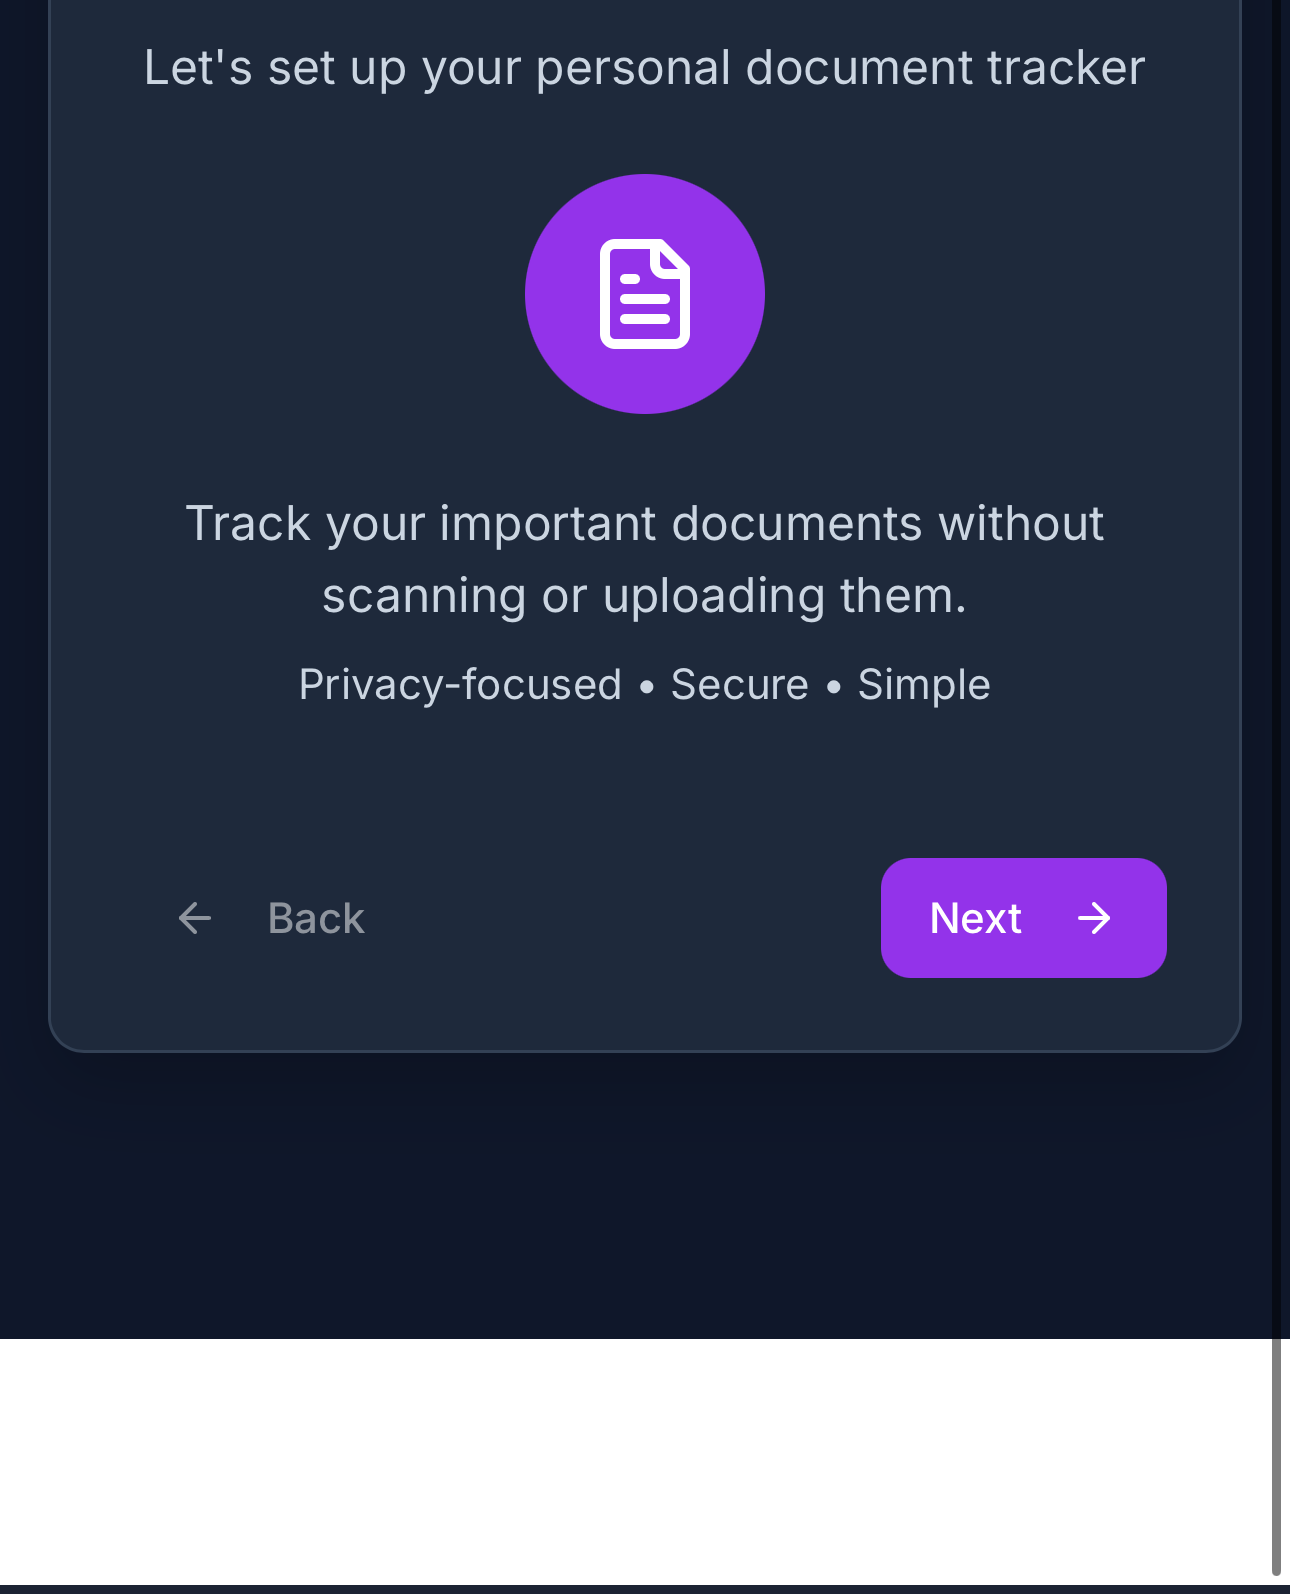 Let's set up your personal document tracker
Track your important documents without
scanning or uploading them.
Privacy-focused • Secure • Simple
Back
Next